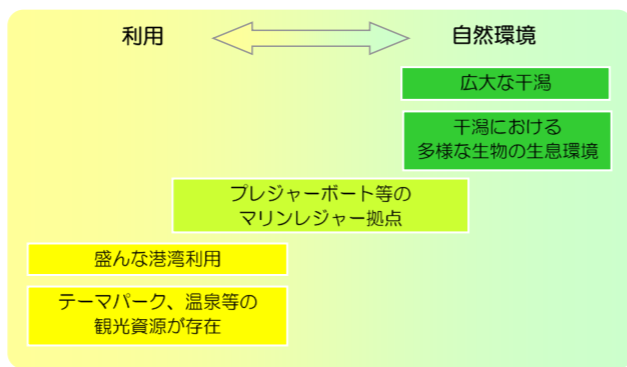 利用
自然環境
広大な干潟
干潟における
多様な生物の生息環境
プレジャーボート等の
マリンレジャー拠点
盛んな港湾利用
テーマパーク、温泉等の
観光資源が存在